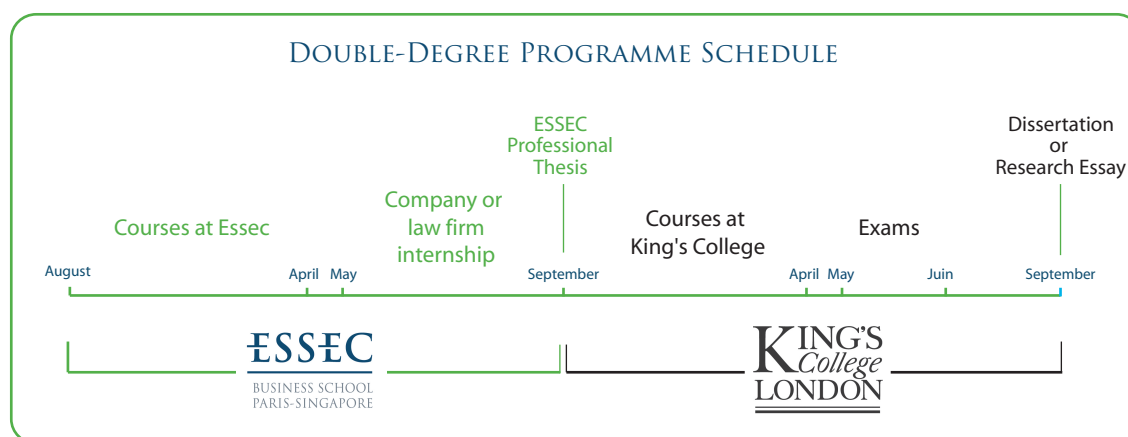 DOUBLE-DEGREE PROGRAMME SCHEDULE
ESSEC
Professional
Thesis
Dissertation
or
Research Essay
Courses at Essec
Company or
law firm
internship
Courses at
King's College
Exams
August
April
May
September
April
May
Juin
September
ESSEC
BUSINESS SCHOOL
PARIS-SINGAPORE
KING'S
College
LONDON